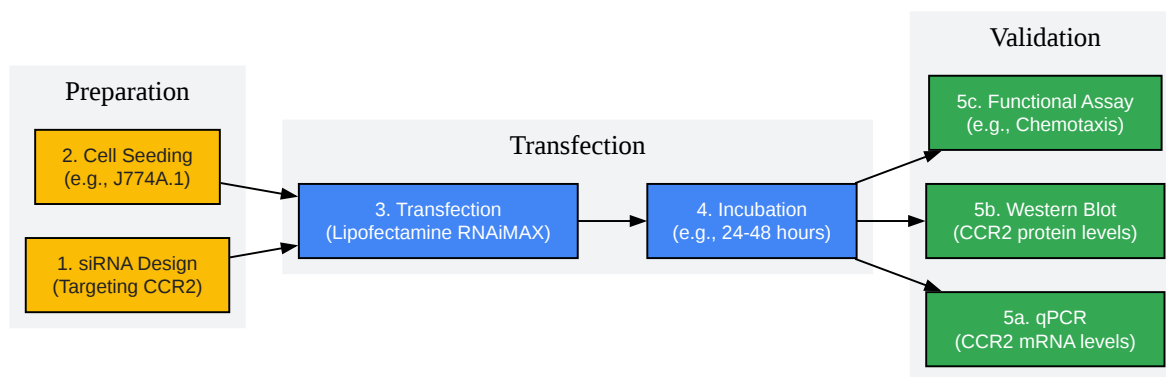 Preparation
2. Cell Seeding
(e.g., J774A.1)
1. siRNA Design
(Targeting CCR2)
Transfection
3. Transfection
(Lipofectamine RNAiMAX)
4. Incubation
(e.g., 24-48 hours)
Validation
5c. Functional Assay
(e.g., Chemotaxis)
5b. Western Blot
(CCR2 protein levels)
5a. qPCR
(CCR2 mRNA levels)